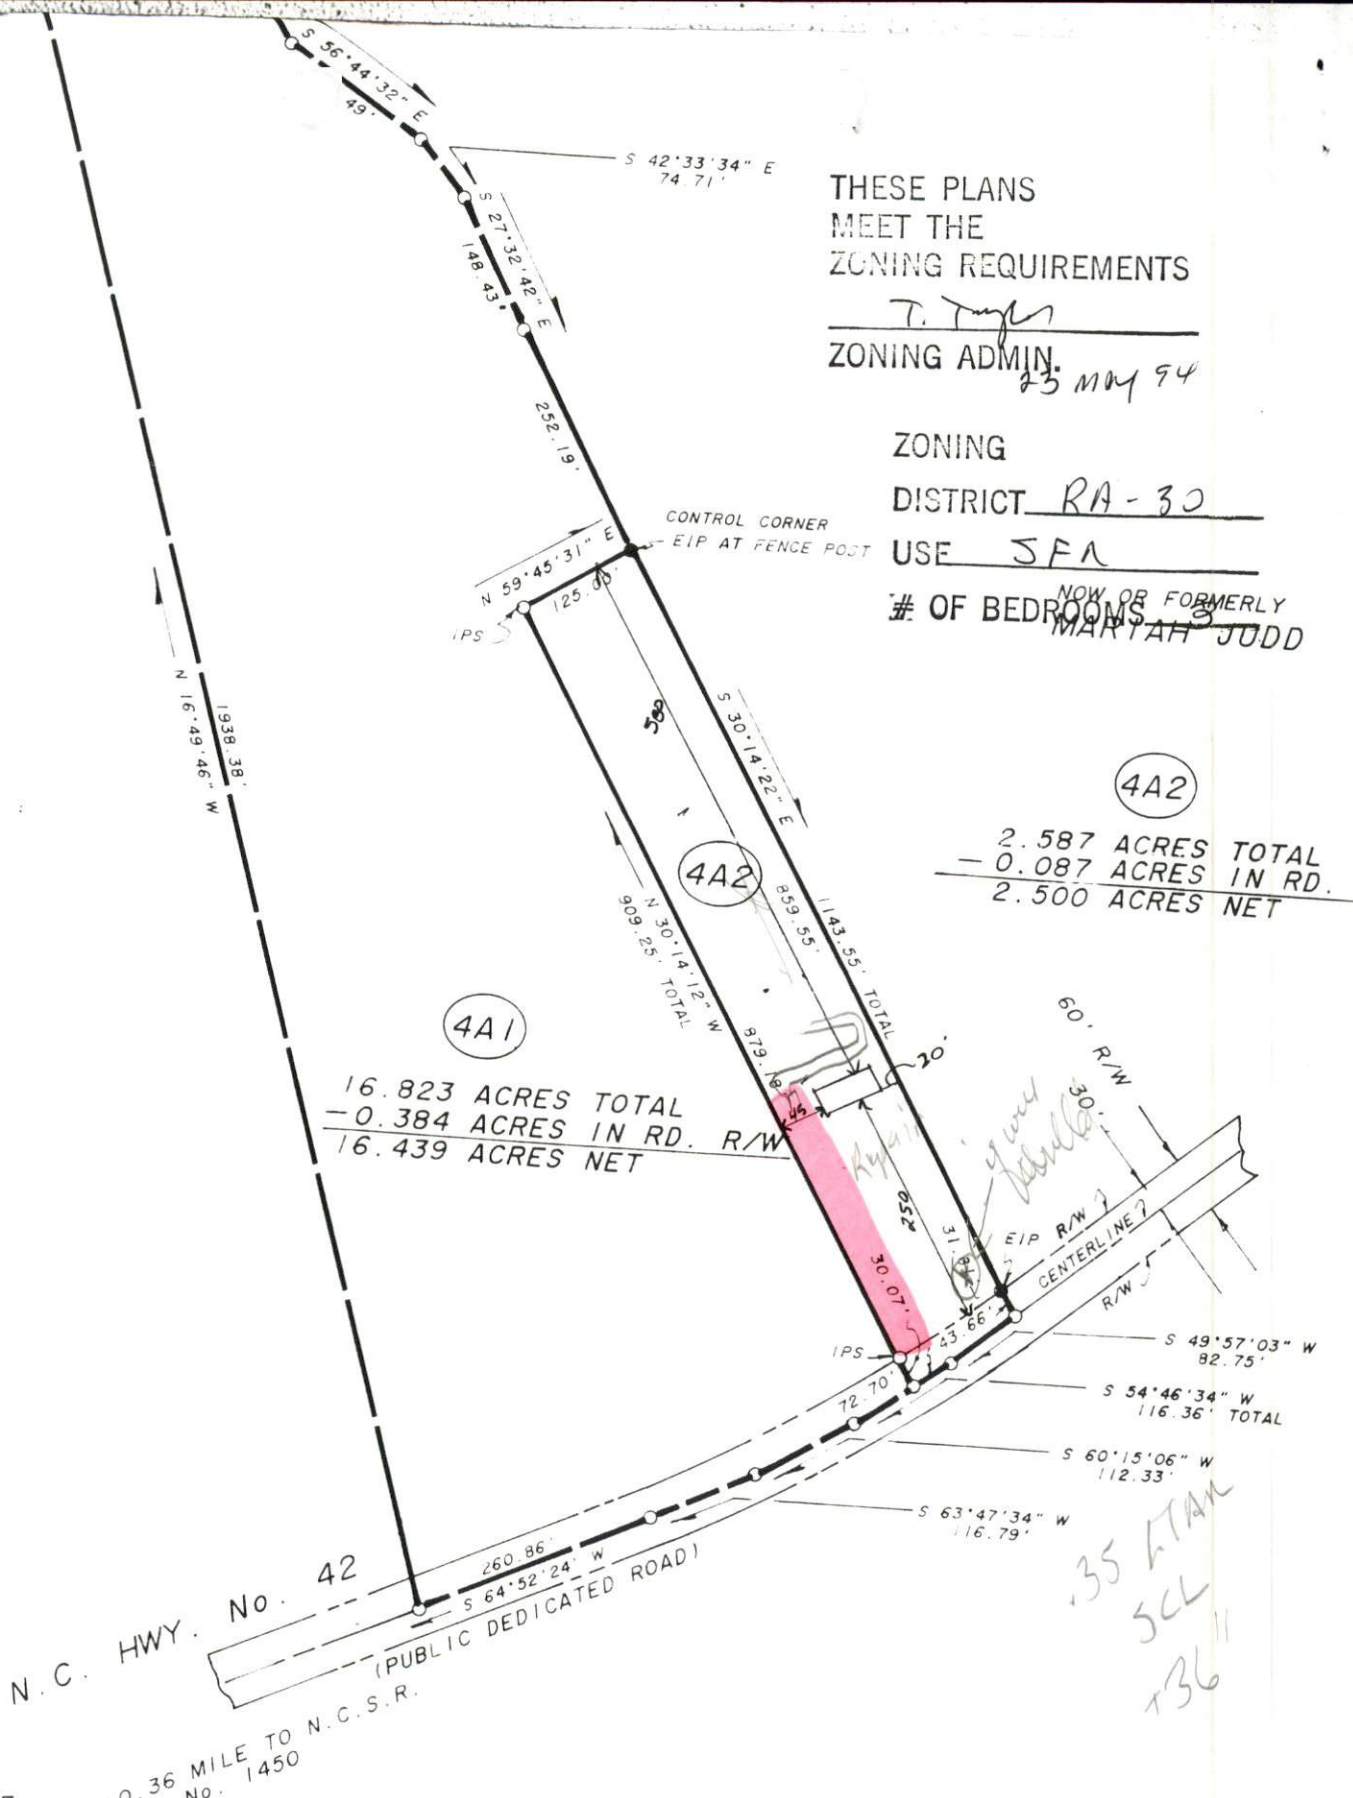 S 56°44'32" E
49'
S 42°33'34" E
74.71'
S 27°32'42" E
148.43'
THESE PLANS
MEET THE
ZONING REQUIREMENTS
ZONING ADMIN.
23 May 94
ZONING
DISTRICT RA-30
USE SFR
# OF BEDROOMS 3
NOW OR FORMERLY
MARTAH JUDD
252.19'
CONTROL CORNER
EIP AT FENCE POST
N 59°45'31" E
125.00'
IPS
N 16°49'46" W
1938.38'
580
S 30°14'22" E
1143.55' TOTAL
859.55'
4A2
N 30°14'12" W
909.25' TOTAL
879.18'
4A2
2.587 ACRES TOTAL
- 0.087 ACRES IN RD.
2.500 ACRES NET
4A1
16.823 ACRES TOTAL
- 0.384 ACRES IN RD. R/W
16.439 ACRES NET
20'
45
Repair
250
60' R/W
30'
if well
30.07'
EIP
R/W
CENTERLINE
R/W
IPS
43.66'
72.70'
S 49°57'03" W
82.75'
S 54°46'34" W
116.36' TOTAL
S 60°15'06" W
112.33'
S 63°47'34" W
116.79'
260.86'
S 64°52'24" W
N.C. HWY. No. 42
(PUBLIC DEDICATED ROAD)
0.36 MILE TO N.C.S.R.
No. 1450
.35 LTAR
SCL
+36"